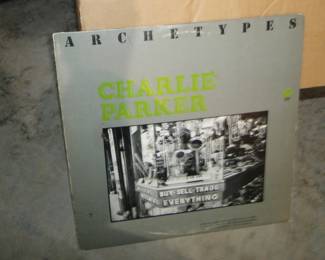 ARCHETYPES
CHARLIE
PARKER
BUY-SELL-TRADE
EVERYTHING